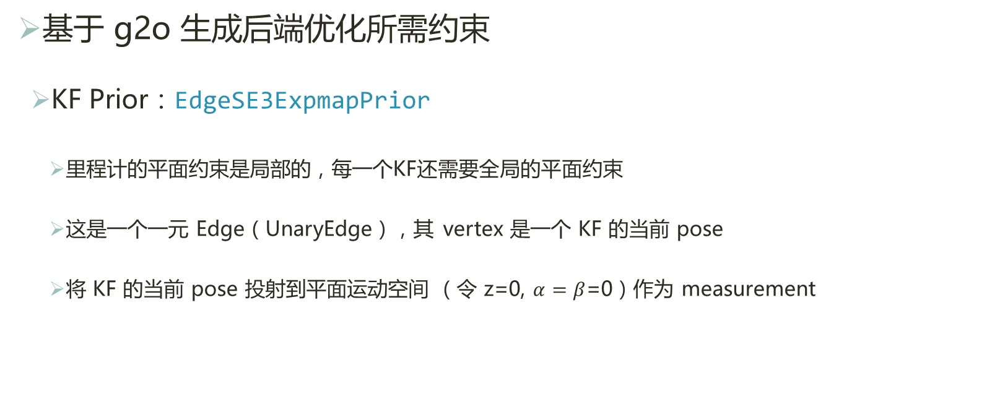 基于 g2o 生成后端优化所需约束
KF Prior：EdgeSE3ExpmapPrior
里程计的平面约束是局部的，每一个KF还需要全局的平面约束
这是一个一元 Edge（UnaryEdge），其 vertex 是一个 KF 的当前 pose
将 KF 的当前 pose 投射到平面运动空间 （令 z=0, 𝛼 = 𝛽=0）作为 measurement